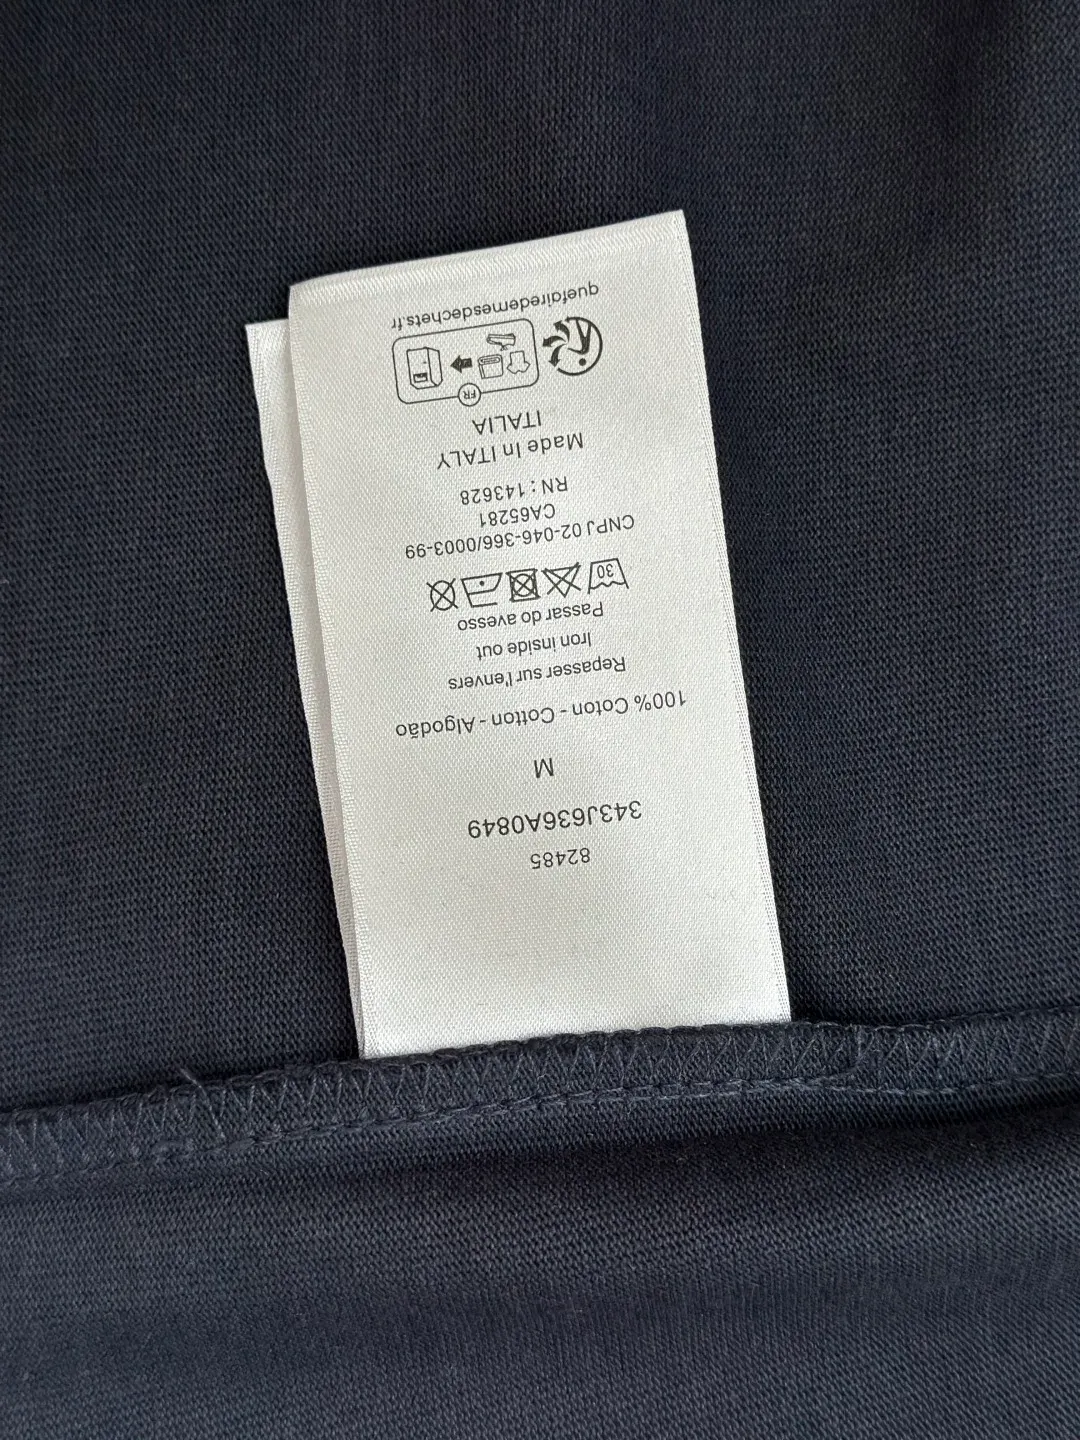 82485
343J636A0849
M
100% Coton - Cotton - Algodão
Repasser sur l'envers
Iron inside out
Passar do avesso
30
CNPJ 02-046-366/0003-99
CA65281
RN : 143628
Made In ITALY
ITALIA
FR
quefairedemesdechets.fr